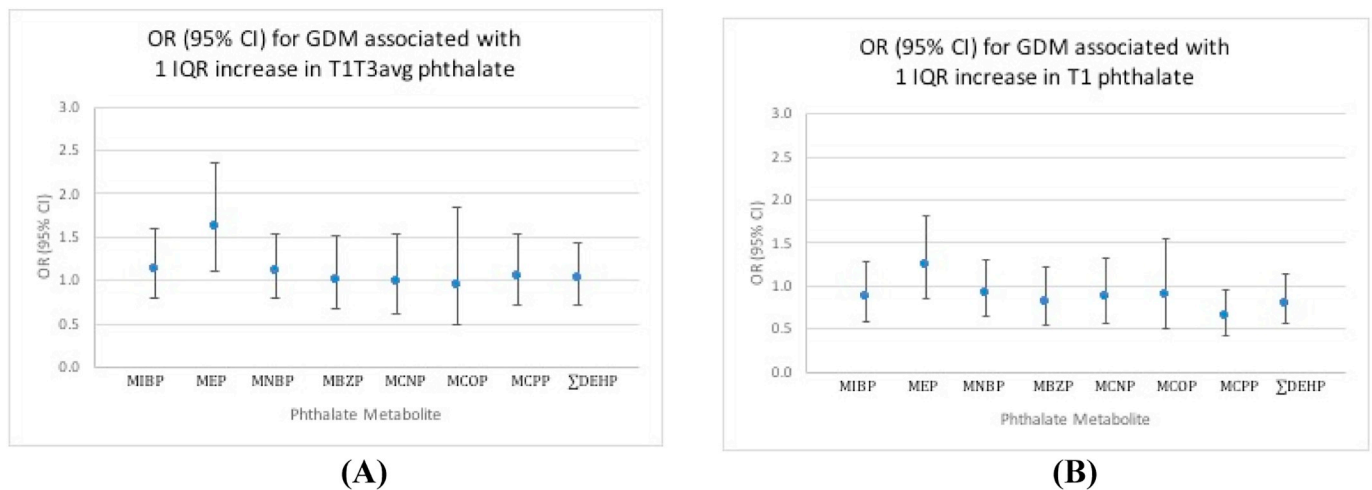 OR (95% CI) for GDM associated with
1 IQR increase in T1T3avg phthalate
3.0
2.5
2.0
1.5
1.0
0.5
0.0
OR (95% CI)
MIBP MEP MNBP MBZP MCNP MCOP MCPP ∑DEHP
Phthalate Metabolite
(A)
OR (95% CI) for GDM associated with
1 IQR increase in T1 phthalate
3.0
2.5
2.0
1.5
1.0
0.5
0.0
OR (95% CI)
MIBP MEP MNBP MBZP MCNP MCOP MCPP ∑DEHP
Phthalate Metabolite
(B)